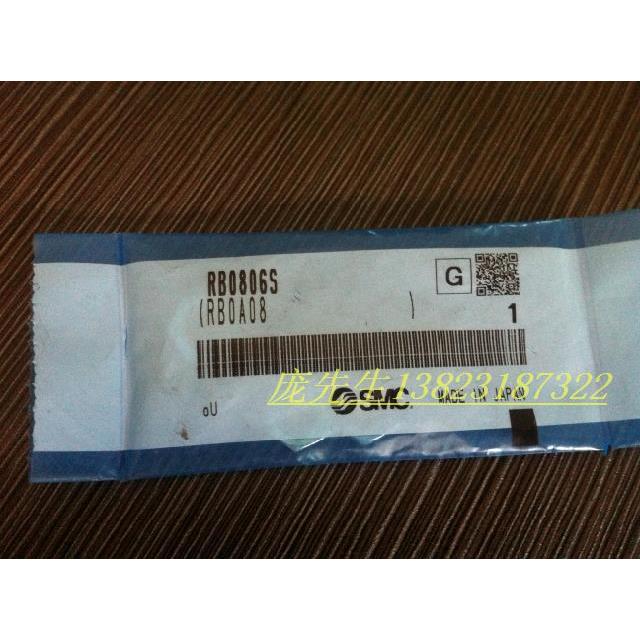 RB0806S
G
(RB0A08 )
1
庞先生13823187322
oU
SMC.
MADE IN JAPAN